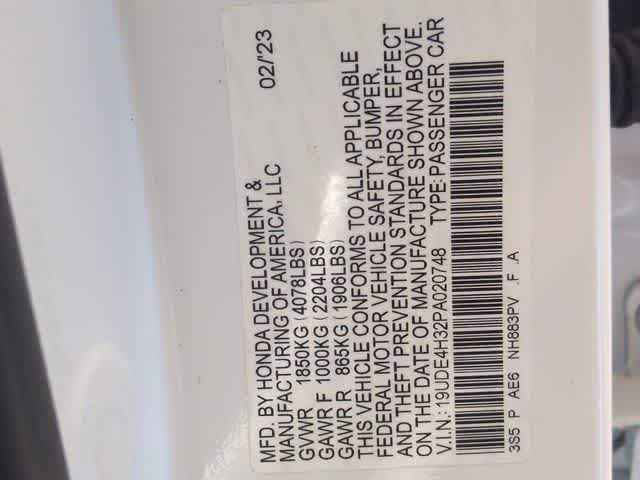 MFD. BY HONDA DEVELOPMENT & 02/'23
MANUFACTURING OF AMERICA, LLC
GVWR 1850KG (4078LBS)
GAWR F 1000KG (2204LBS)
GAWR R 865KG (1906LBS)
THIS VEHICLE CONFORMS TO ALL APPLICABLE
FEDERAL MOTOR VEHICLE SAFETY, BUMPER,
AND THEFT PREVENTION STANDARDS IN EFFECT
ON THE DATE OF MANUFACTURE SHOWN ABOVE.
V.I.N.: 19UDE4H32PA020748 TYPE: PASSENGER CAR
3S5 P AE6 NH883PV .F .A